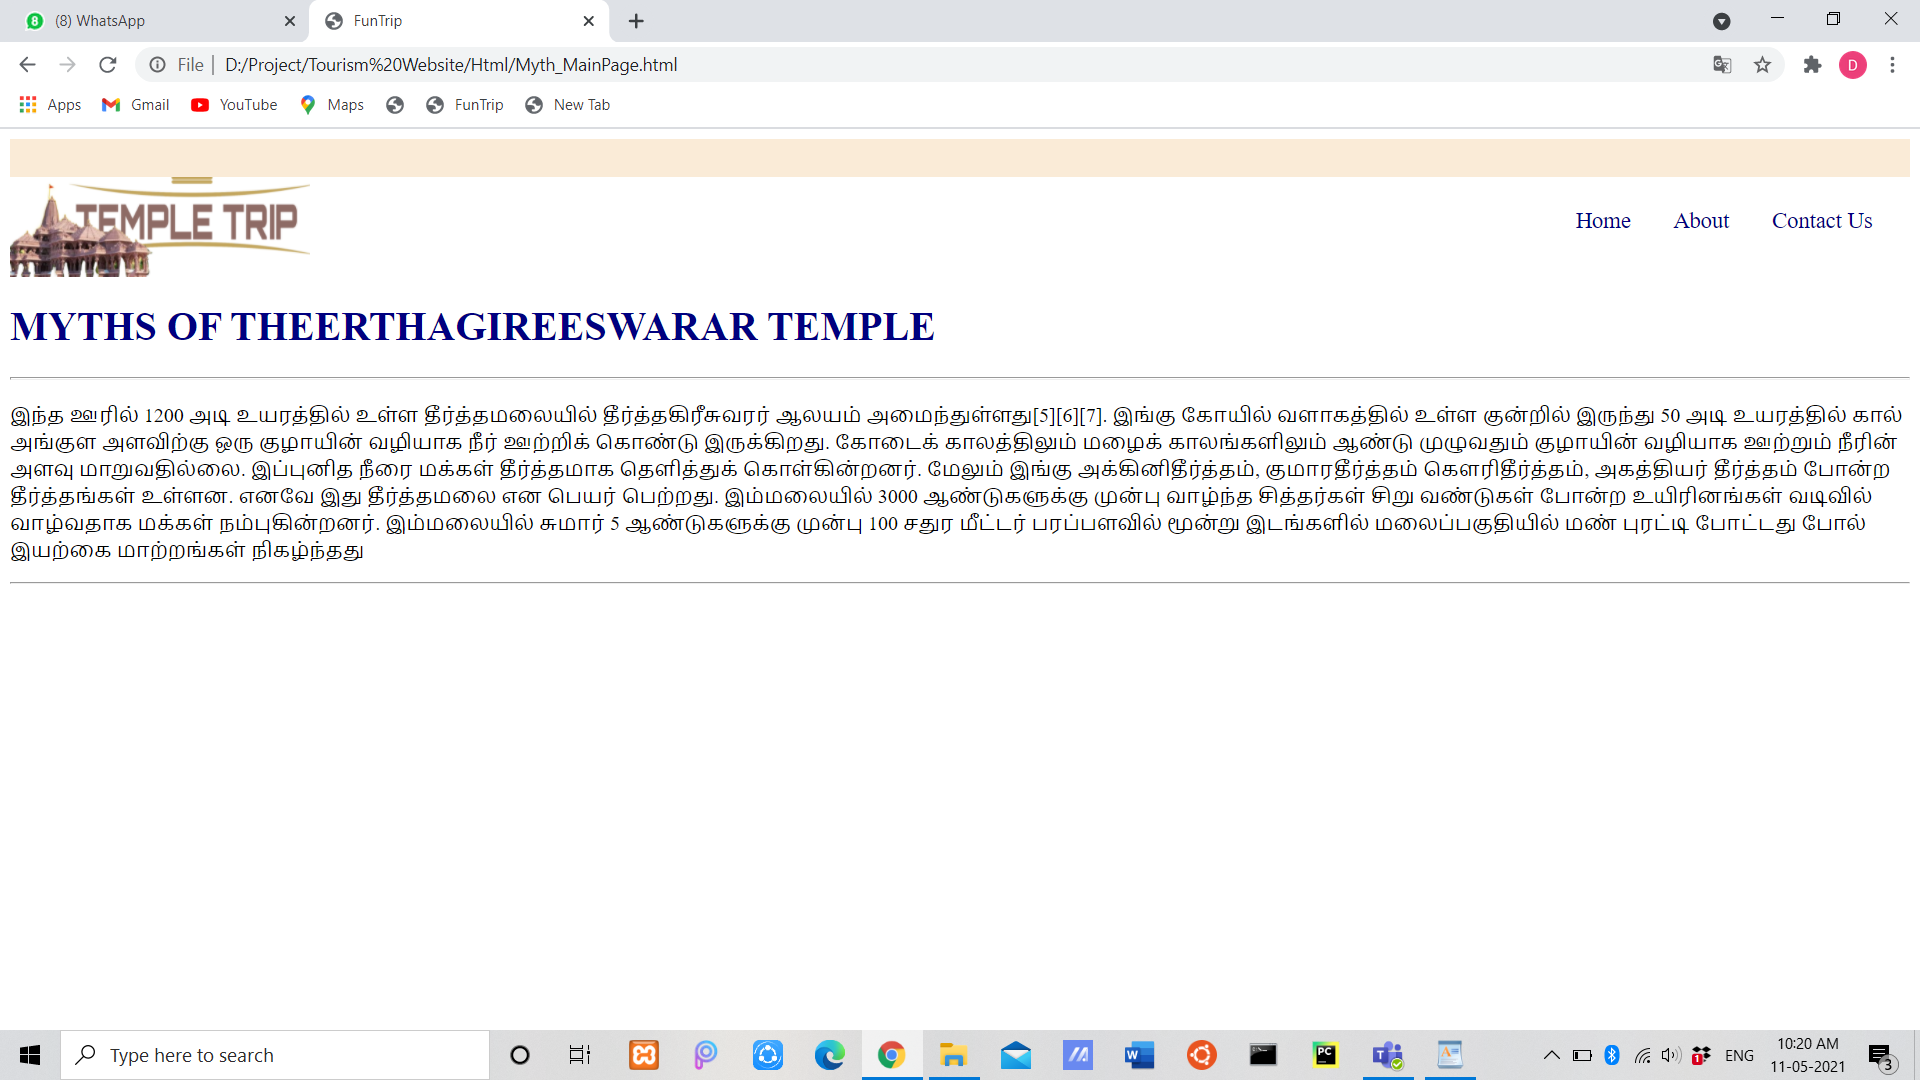 (8) WhatsApp
FunTrip
File | D:/Project/Tourism%20Website/Html/Myth_MainPage.html
D
Apps Gmail YouTube Maps FunTrip New Tab
TEMPLE TRIP
Home About Contact Us
MYTHS OF THEERTHAGIREESWARAR TEMPLE
இந்த ஊரில் 1200 அடி உயரத்தில் உள்ள தீர்த்தமலையில் தீர்த்தகிரீசுவரர் ஆலயம் அமைந்துள்ளது[5][6][7]. இங்கு கோயில் வளாகத்தில் உள்ள குன்றில் இருந்து 50 அடி உயரத்தில் கால்
அங்குள அளவிற்கு ஒரு குழாயின் வழியாக நீர் ஊற்றிக் கொண்டு இருக்கிறது. கோடைக் காலத்திலும் மழைக் காலங்களிலும் ஆண்டு முழுவதும் குழாயின் வழியாக ஊற்றும் நீரின்
அளவு மாறுவதில்லை. இப்புனித நீரை மக்கள் தீர்த்தமாக தெளித்துக் கொள்கின்றனர். மேலும் இங்கு அக்கினிதீர்த்தம், குமாரதீர்த்தம் கௌரிதீர்த்தம், அகத்தியர் தீர்த்தம் போன்ற
தீர்த்தங்கள் உள்ளன. எனவே இது தீர்த்தமலை என பெயர் பெற்றது. இம்மலையில் 3000 ஆண்டுகளுக்கு முன்பு வாழ்ந்த சித்தர்கள் சிறு வண்டுகள் போன்ற உயிரினங்கள் வடிவில்
வாழ்வதாக மக்கள் நம்புகின்றனர். இம்மலையில் சுமார் 5 ஆண்டுகளுக்கு முன்பு 100 சதுர மீட்டர் பரப்பளவில் மூன்று இடங்களில் மலைப்பகுதியில் மண் புரட்டி போட்டது போல்
இயற்கை மாற்றங்கள் நிகழ்ந்தது
Type here to search
ENG
10:20 AM
11-05-2021
3